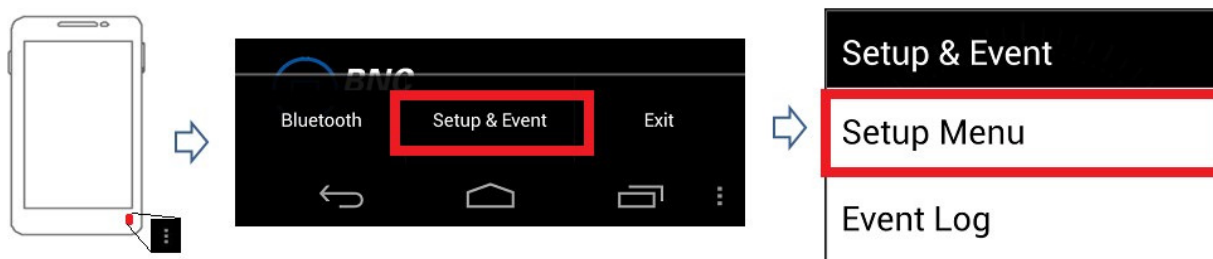 BNC
Bluetooth
Setup & Event
Exit
Setup & Event
Setup Menu
Event Log